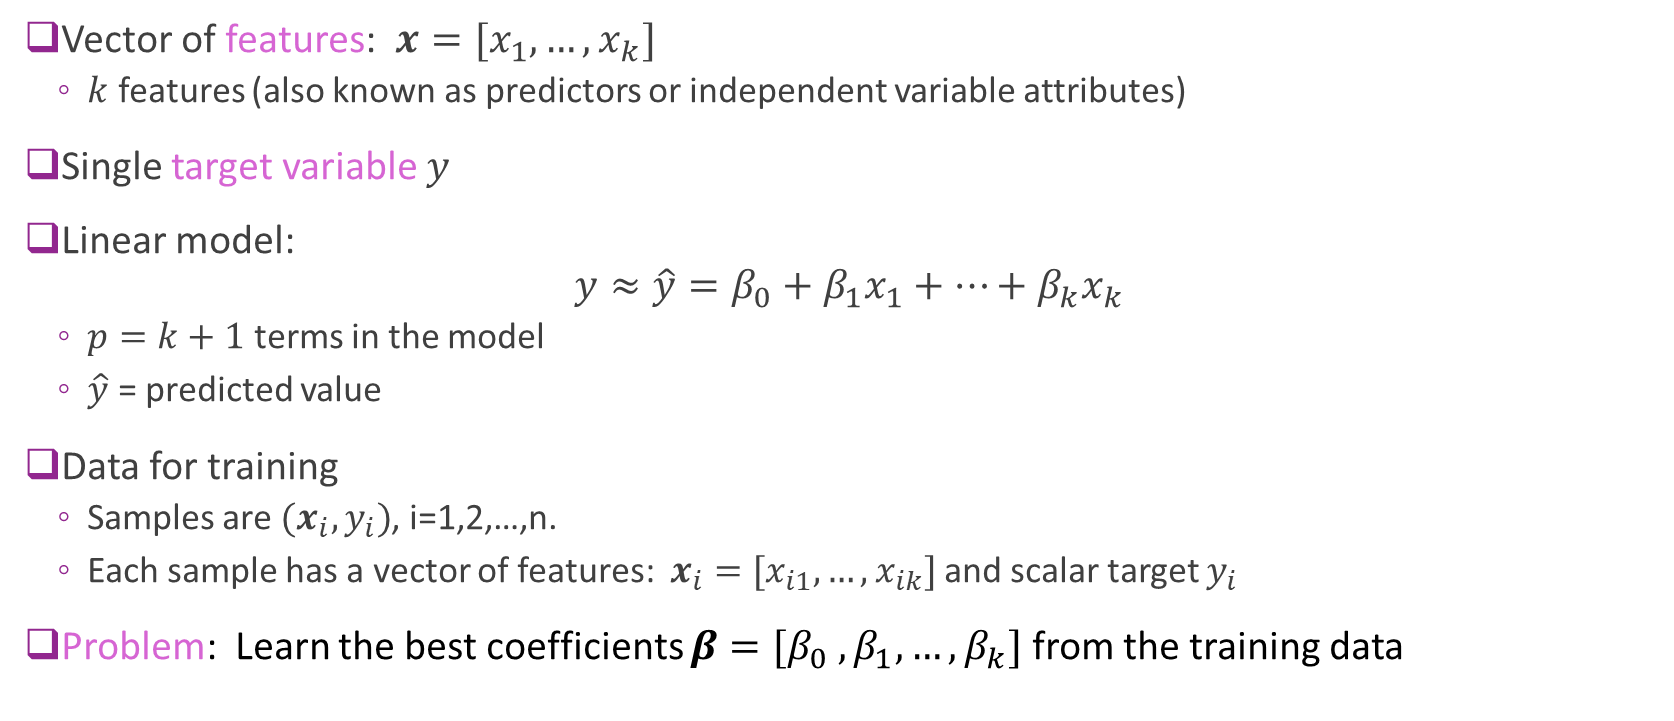 ❑Vector of features: 𝒙 = [𝑥₁, … , 𝑥ₖ]
◦ 𝑘 features (also known as predictors or independent variable attributes)
❑Single target variable 𝑦
❑Linear model:
𝑦 ≈ 𝑦̂ = 𝛽₀ + 𝛽₁𝑥₁ + ⋯ + 𝛽ₖ𝑥ₖ
◦ 𝑝 = 𝑘 + 1 terms in the model
◦ 𝑦̂ = predicted value
❑Data for training
◦ Samples are (𝒙ᵢ, 𝑦ᵢ), i=1,2,…,n.
◦ Each sample has a vector of features: 𝒙ᵢ = [𝑥ᵢ₁, … , 𝑥ᵢₖ] and scalar target 𝑦ᵢ
❑Problem: Learn the best coefficients 𝜷 = [𝛽₀ , 𝛽₁, … , 𝛽ₖ] from the training data